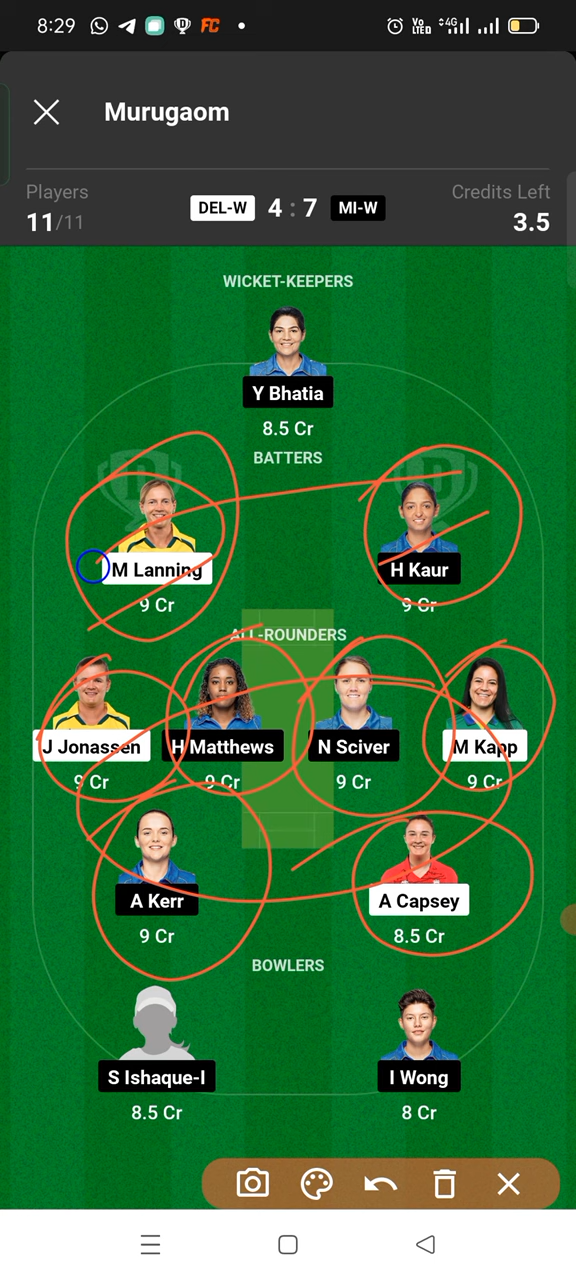 8:29 FC Vo LTED 4G
Murugaom
Players Credits Left
11/11 DEL-W 4 : 7 MI-W 3.5
WICKET-KEEPERS
Y Bhatia
8.5 Cr
BATTERS
M Lanning H Kaur
9 Cr 9 Cr
ALL-ROUNDERS
J Jonassen H Matthews N Sciver M Kapp
9 Cr 9 Cr 9 Cr 9 Cr
A Kerr A Capsey
9 Cr 8.5 Cr
BOWLERS
S Ishaque-I I Wong
8.5 Cr 8 Cr